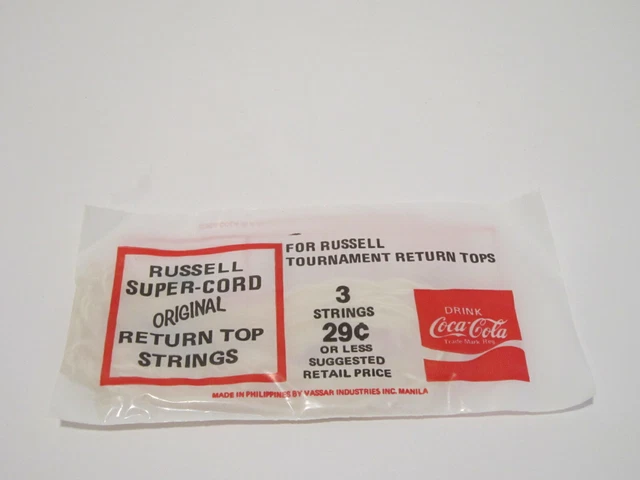 RUSSELL
SUPER-CORD
ORIGINAL
RETURN TOP
STRINGS
FOR RUSSELL
TOURNAMENT RETURN TOPS
3
STRINGS
29¢
OR LESS
SUGGESTED
RETAIL PRICE
DRINK
Coca-Cola
Trade Mark Reg.
MADE IN PHILIPPINES BY VASSAR INDUSTRIES INC. MANILA